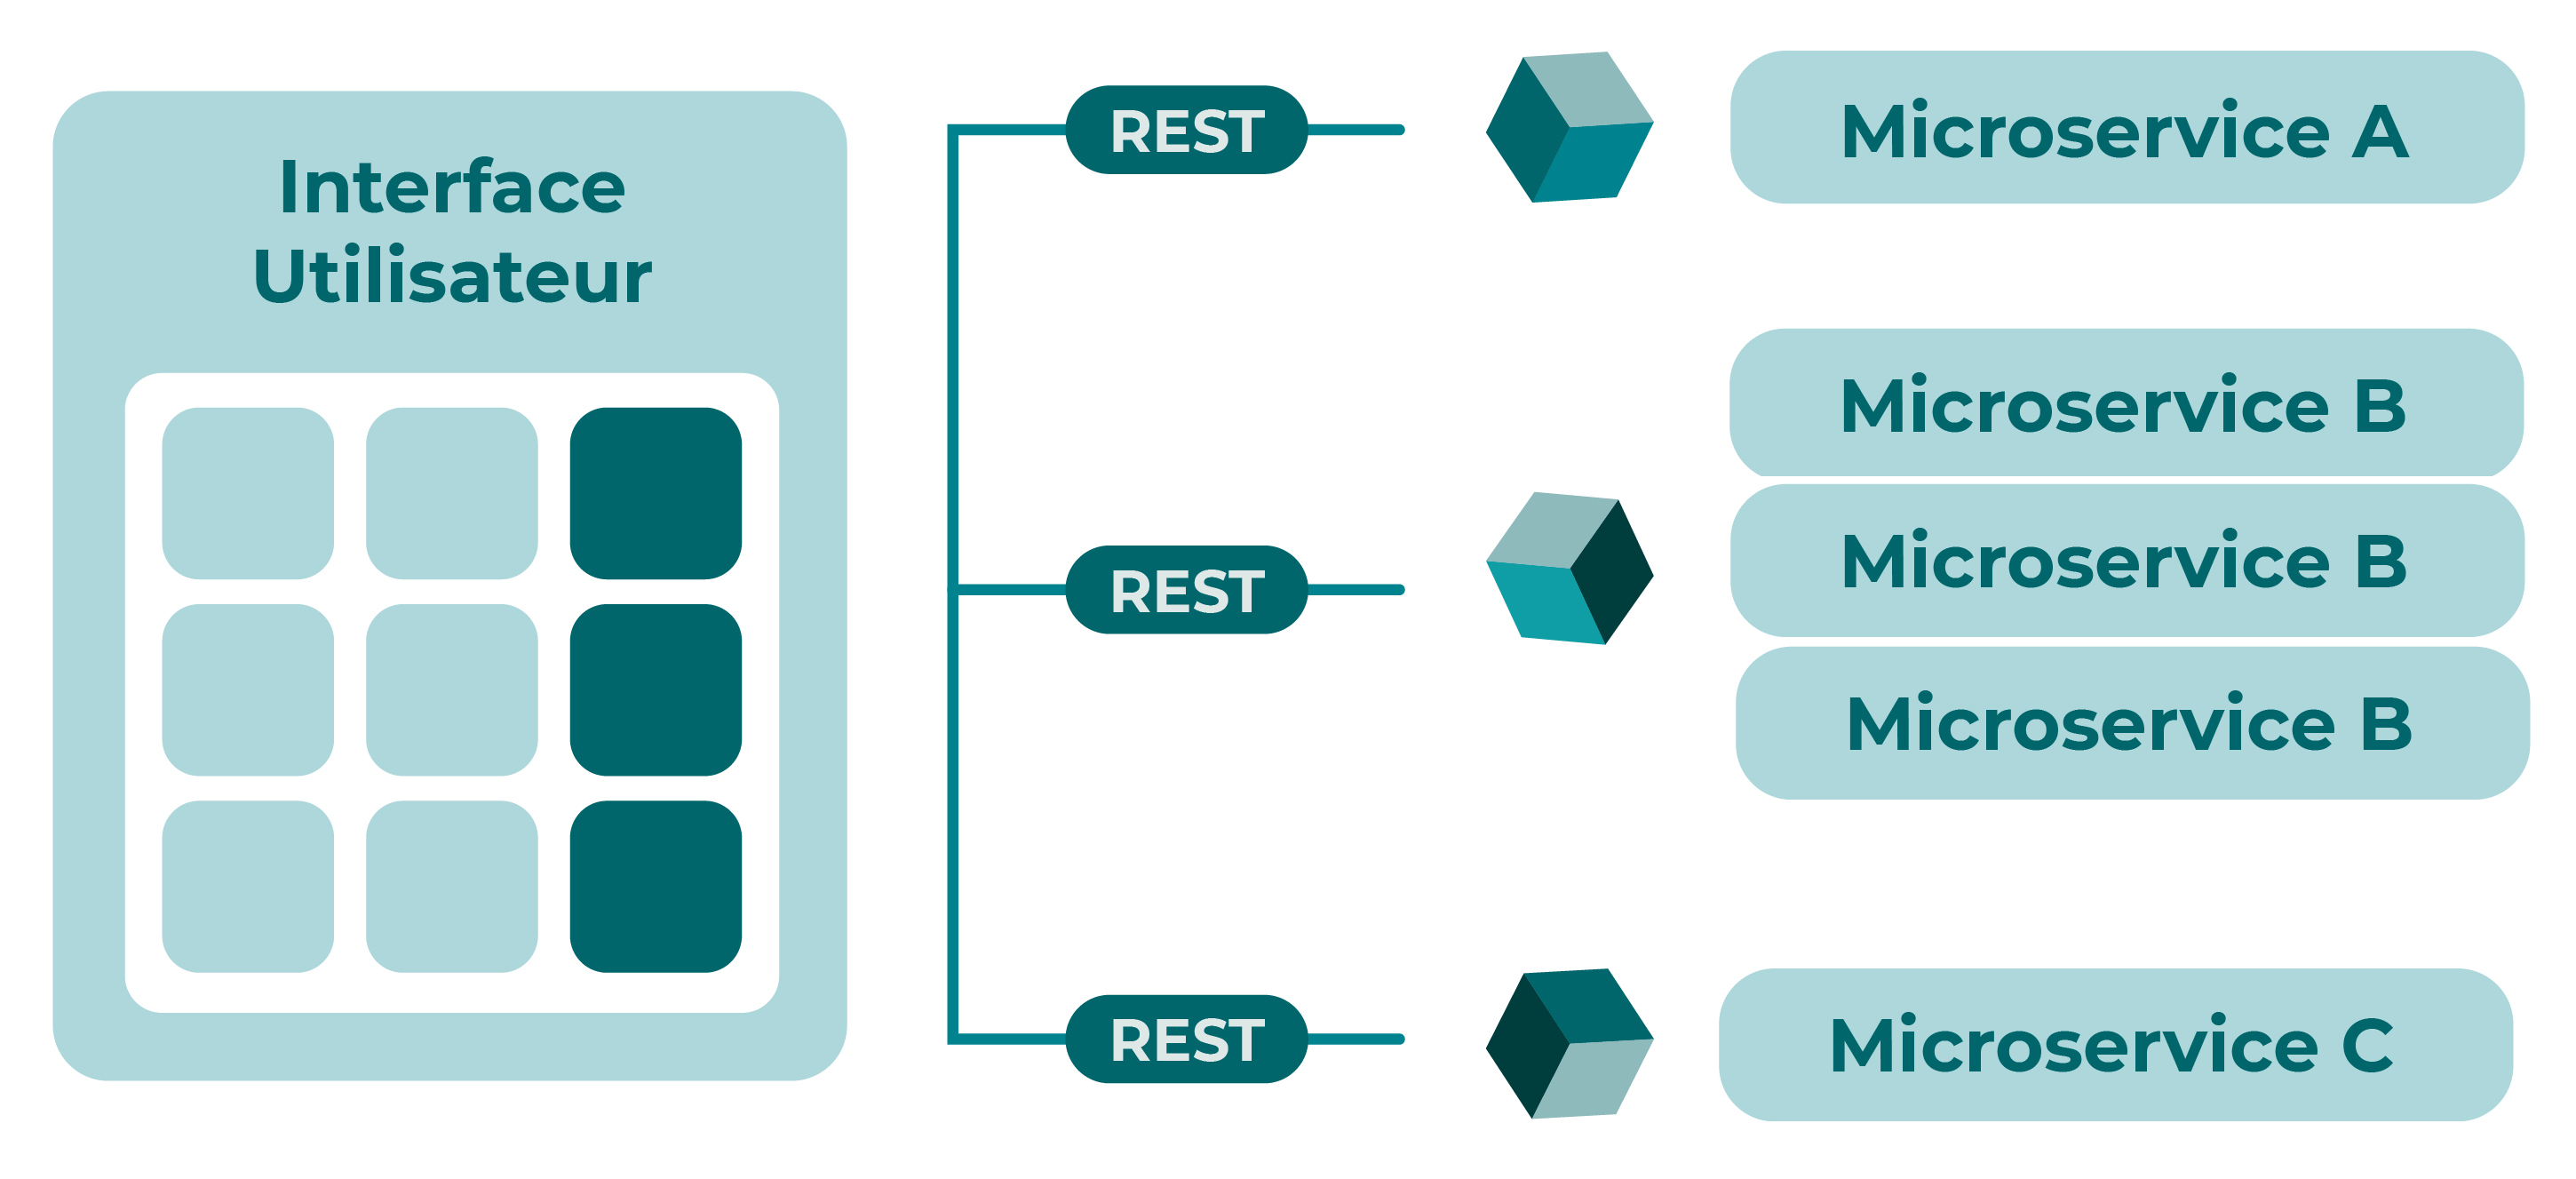 Interface
Utilisateur
REST
Microservice A
Microservice B
REST
Microservice B
Microservice B
REST
Microservice C